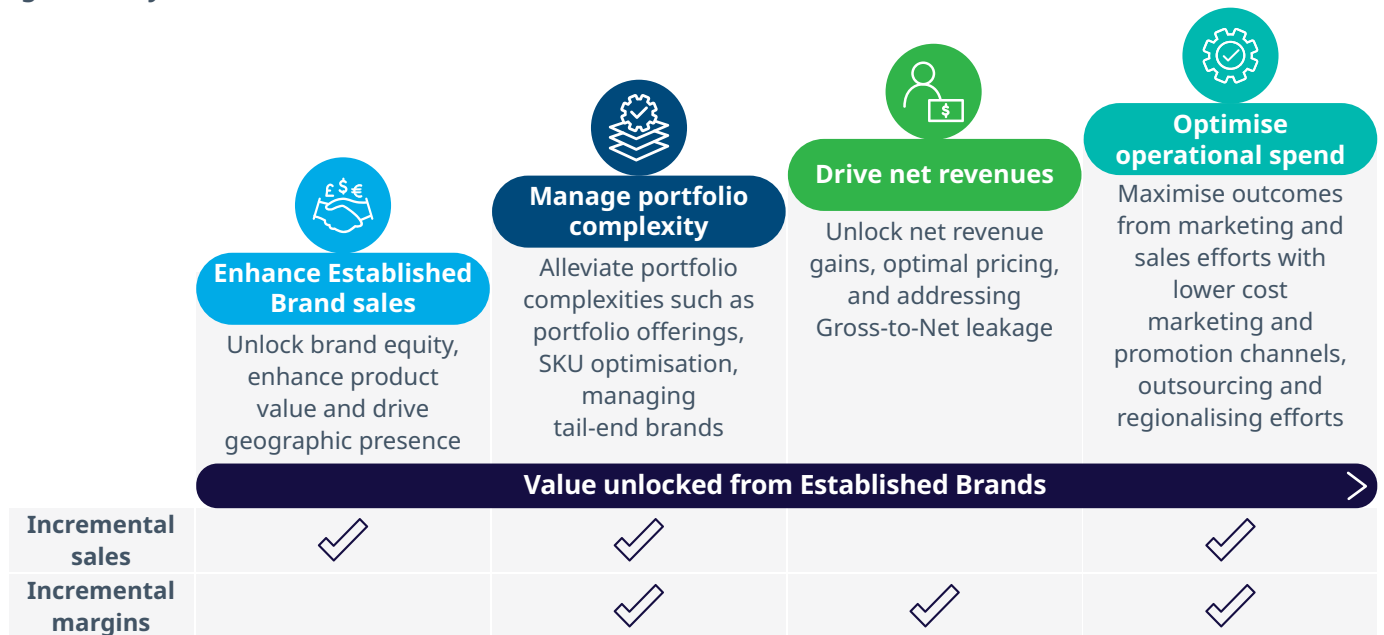 £$€
Enhance Established
Brand sales
Unlock brand equity,
enhance product
value and drive
geographic presence
Manage portfolio
complexity
Alleviate portfolio
complexities such as
portfolio offerings,
SKU optimisation,
managing
tail-end brands
$
Drive net revenues
Unlock net revenue
gains, optimal pricing,
and addressing
Gross-to-Net leakage
Optimise
operational spend
Maximise outcomes
from marketing and
sales efforts with
lower cost
marketing and
promotion channels,
outsourcing and
regionalising efforts
Value unlocked from Established Brands
Incremental
sales
Incremental
margins